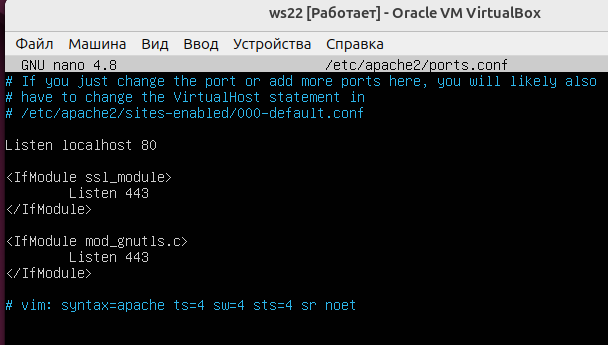 ws22 [Работает] - Oracle VM VirtualBox
Файл Машина Вид Ввод Устройства Справка
GNU nano 4.8 /etc/apache2/ports.conf
# If you just change the port or add more ports here, you will likely also
# have to change the VirtualHost statement in
# /etc/apache2/sites-enabled/000-default.conf
Listen localhost 80
<IfModule ssl_module>
Listen 443
</IfModule>
<IfModule mod_gnutls.c>
Listen 443
</IfModule>
# vim: syntax=apache ts=4 sw=4 sts=4 sr noet